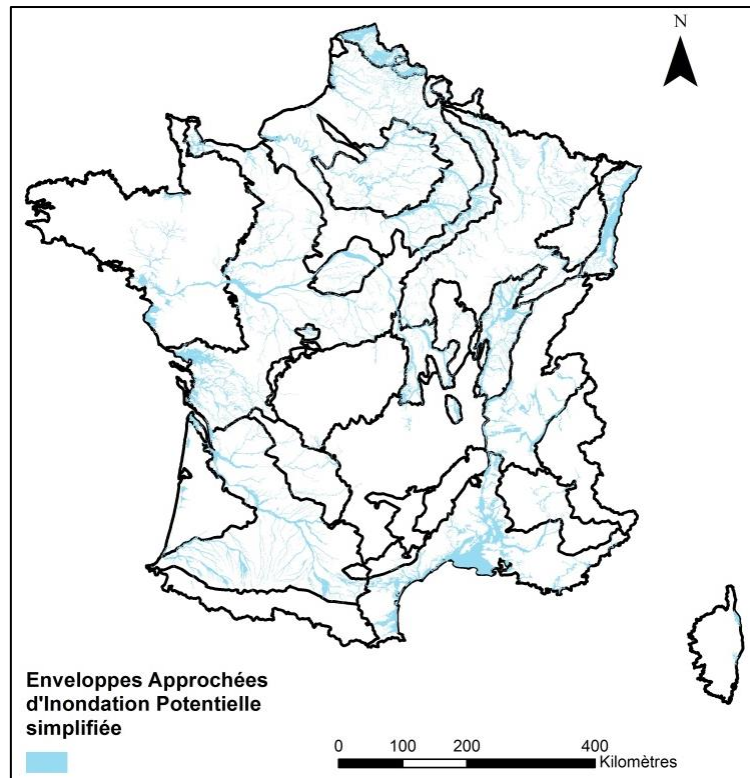 N
Enveloppes Approchées
d'Inondation Potentielle
simplifiée
0 100 200 400
Kilomètres